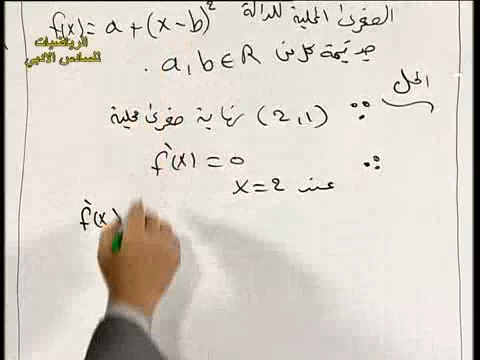 الصغرى المحلية للدالة f(x) = a + (x-b)²
جد قيمة كل من a, b ∈ R .
الرياضيات
للسادس الادبي
الحل
∵ (2,1) نهاية صغرى محلية
∴ f`(x) = 0
عند x = 2
f`(x)